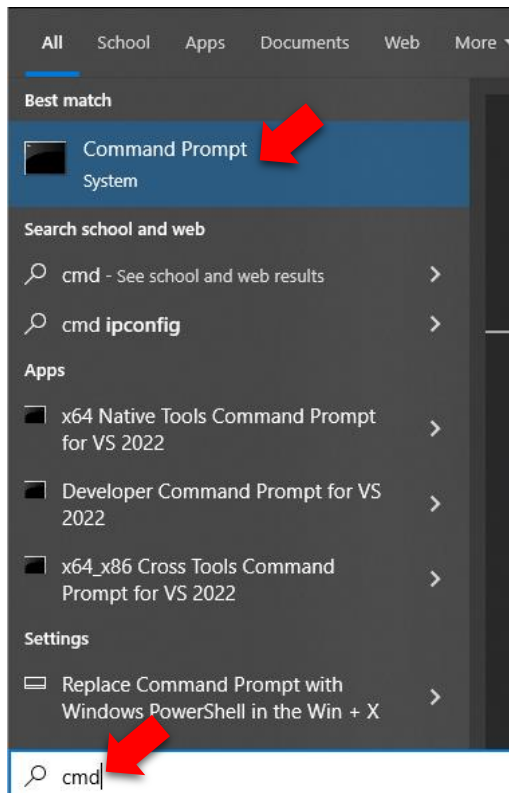 All School Apps Documents Web More
Best match
Command Prompt
System
Search school and web
cmd - See school and web results
cmd ipconfig
Apps
x64 Native Tools Command Prompt
for VS 2022
Developer Command Prompt for VS
2022
x64_x86 Cross Tools Command
Prompt for VS 2022
Settings
Replace Command Prompt with
Windows PowerShell in the Win + X
cmd